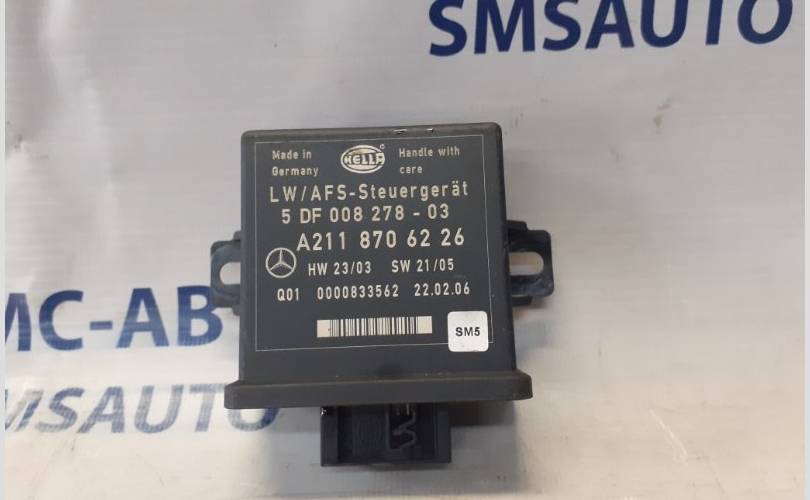 SMSAUTO
Made in
Germany
HELLA
Handle with
care
LW/AFS-Steuergerät
5 DF 008 278 - 03
A211 870 62 26
HW 23/03 SW 21/05
Q01 0000833562 22.02.06
SM5
MC-AB
SMSAUTO